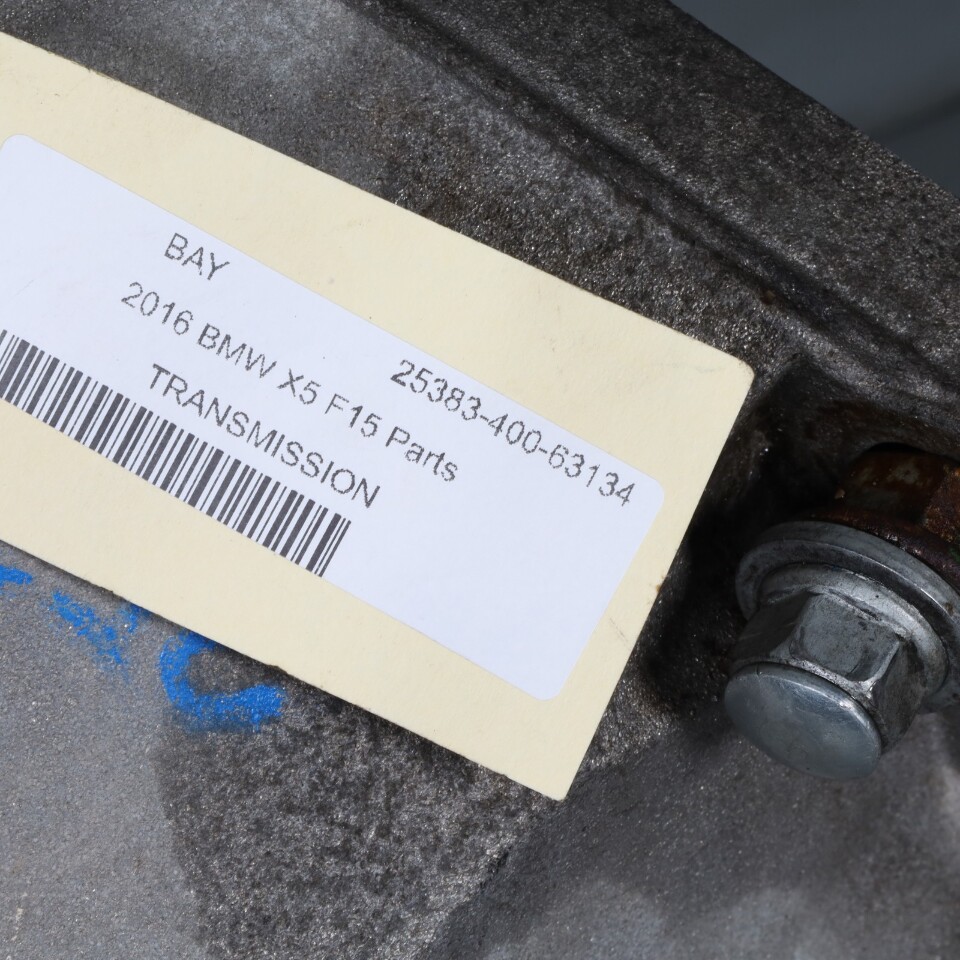 BAY
25383-400-63134
2016 BMW X5 F15 Parts
TRANSMISSION